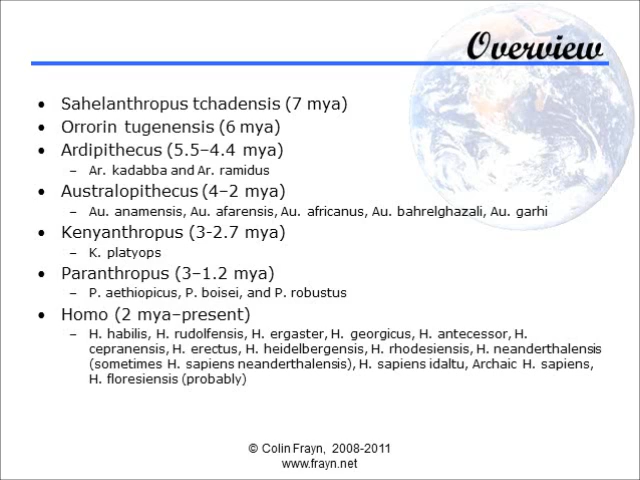 Overview
• Sahelanthropus tchadensis (7 mya)
• Orrorin tugenensis (6 mya)
• Ardipithecus (5.5–4.4 mya)
– Ar. kadabba and Ar. ramidus
• Australopithecus (4–2 mya)
– Au. anamensis, Au. afarensis, Au. africanus, Au. bahrelghazali, Au. garhi
• Kenyanthropus (3-2.7 mya)
– K. platyops
• Paranthropus (3–1.2 mya)
– P. aethiopicus, P. boisei, and P. robustus
• Homo (2 mya–present)
– H. habilis, H. rudolfensis, H. ergaster, H. georgicus, H. antecessor, H.
cepranensis, H. erectus, H. heidelbergensis, H. rhodesiensis, H. neanderthalensis
(sometimes H. sapiens neanderthalensis), H. sapiens idaltu, Archaic H. sapiens,
H. floresiensis (probably)
© Colin Frayn, 2008-2011
www.frayn.net